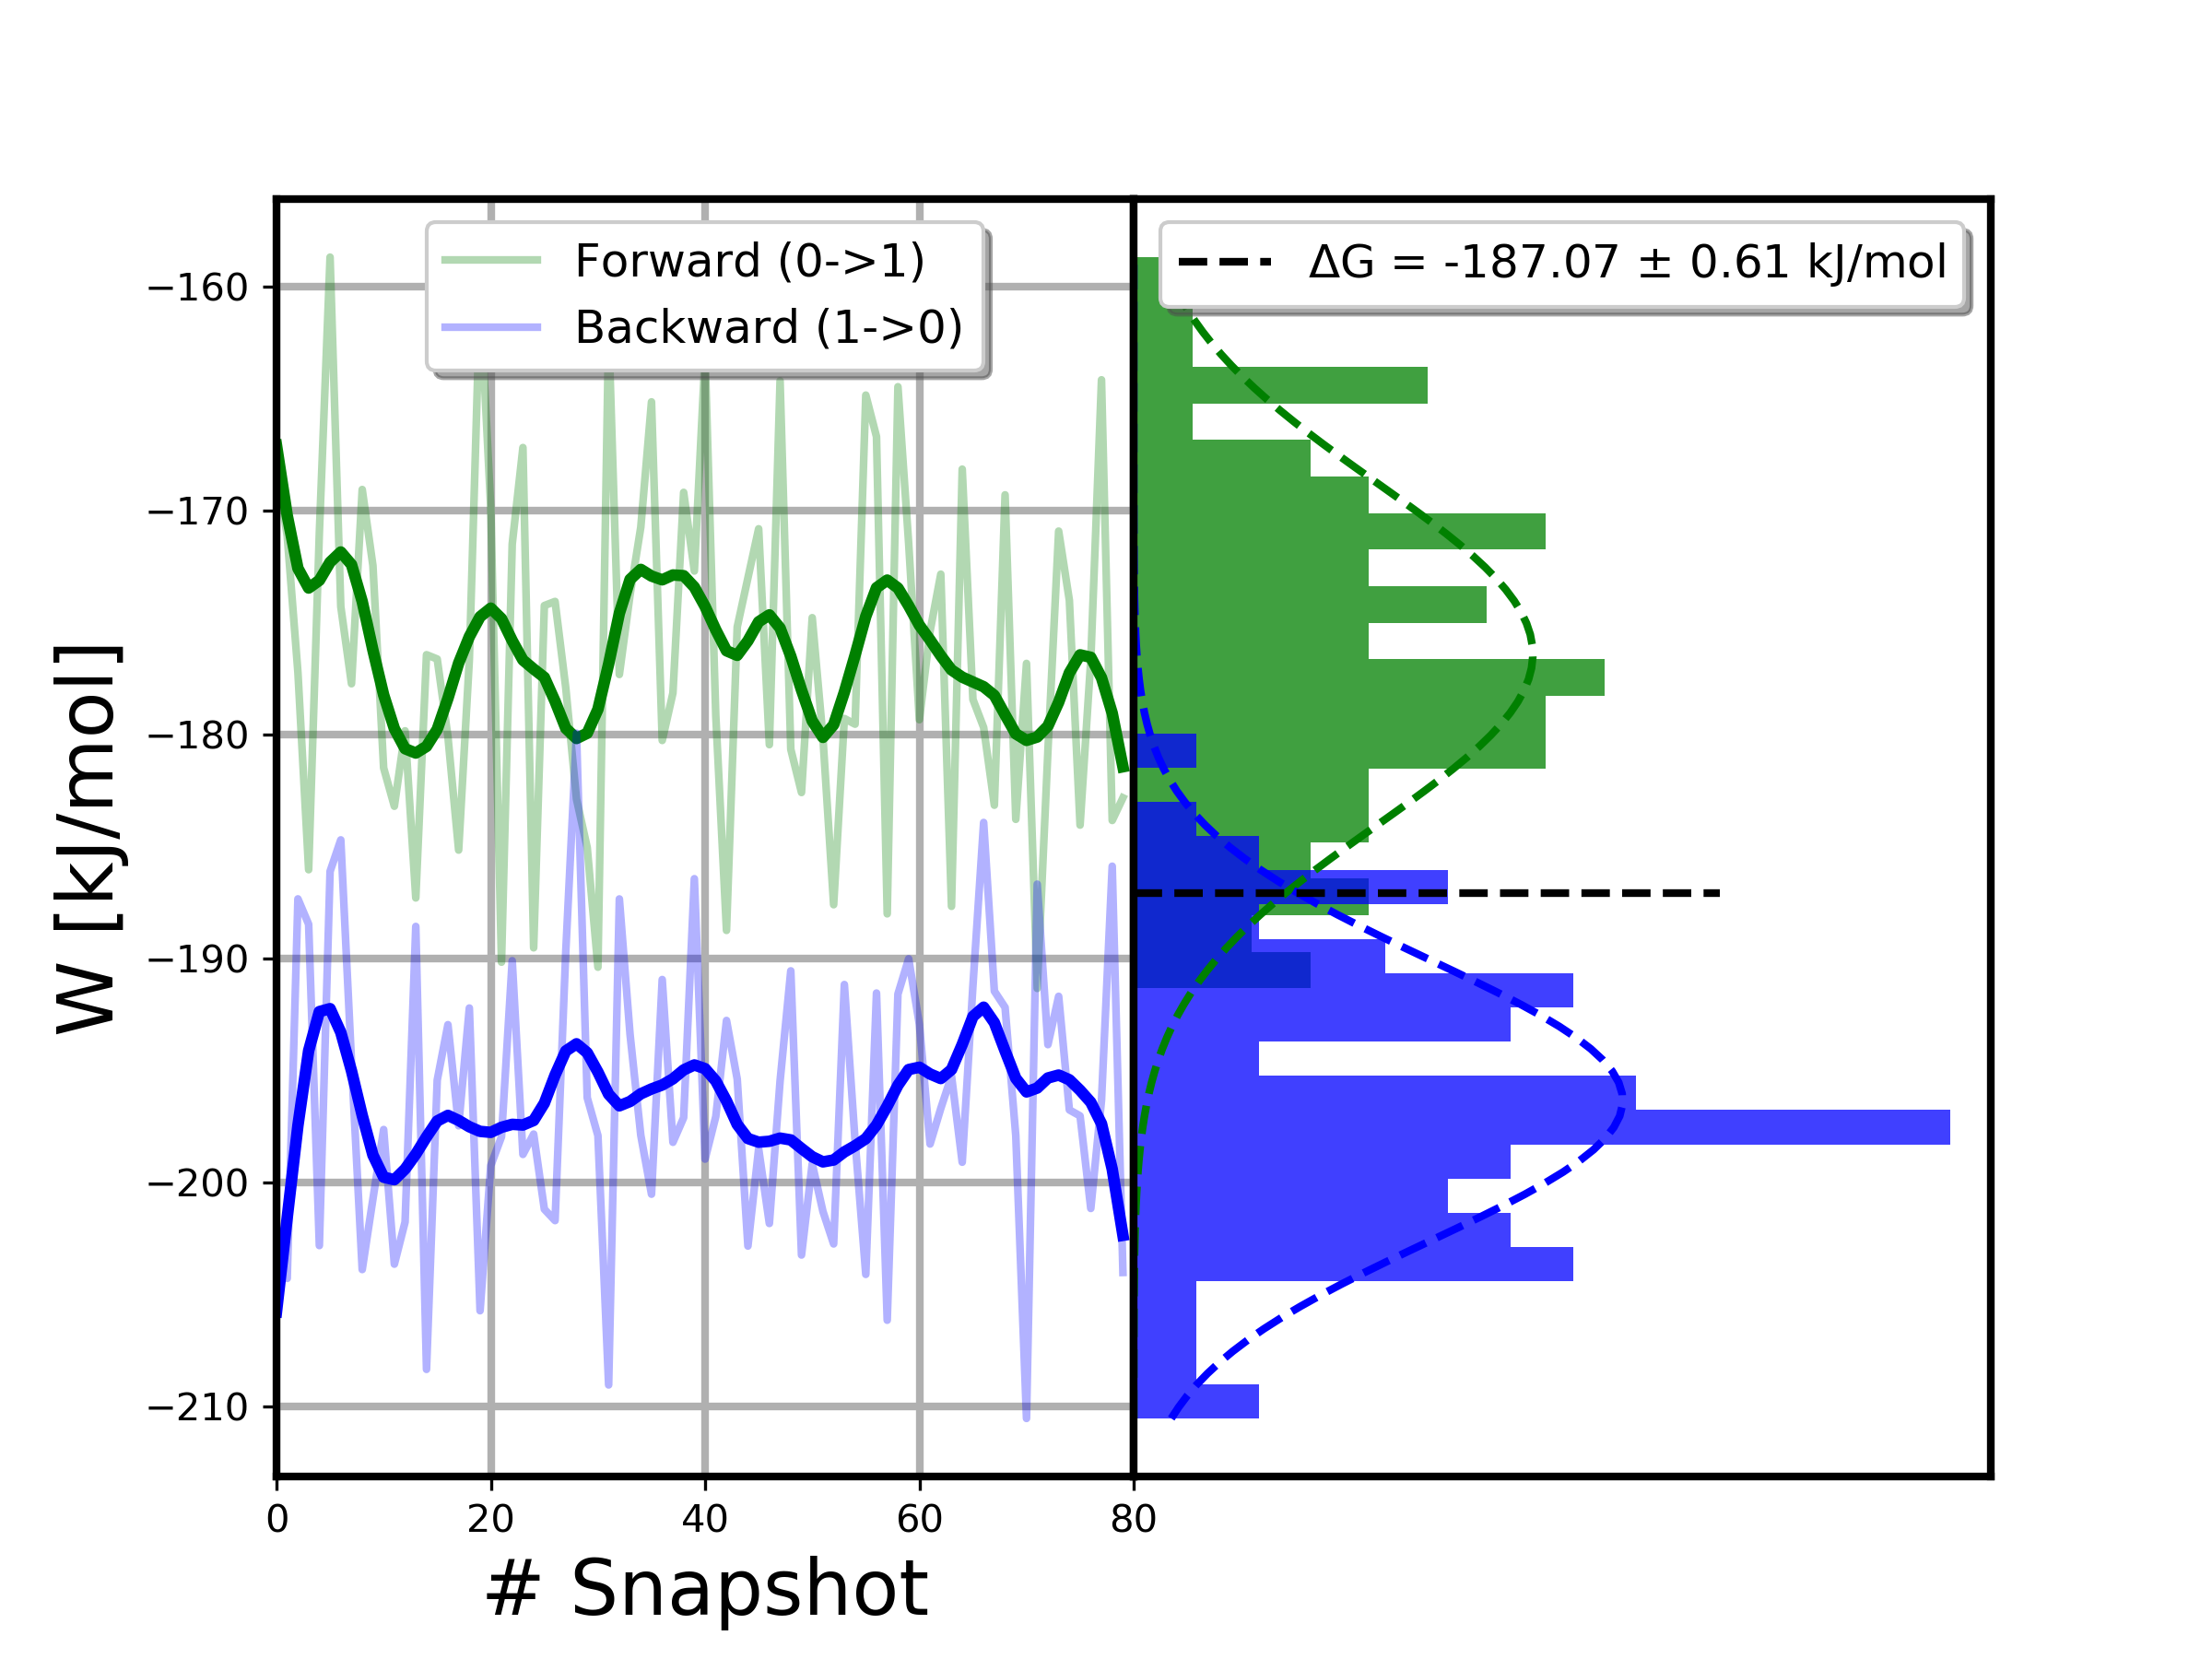 Forward (0->1)
Backward (1->0)
ΔG = -187.07 ± 0.61 kJ/mol
W [kJ/mol]
−160
−170
−180
−190
−200
−210
0 20 40 60 80
# Snapshot